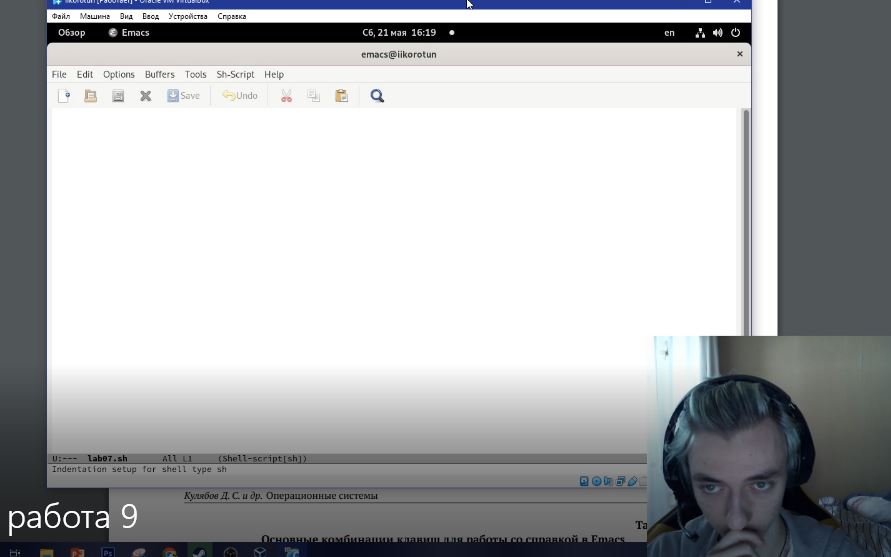 iikorotun [Работает] - Oracle VM VirtualBox
Файл Машина Вид Ввод Устройства Справка
Обзор Emacs Сб, 21 мая 16:19 en
emacs@iikorotun
File Edit Options Buffers Tools Sh-Script Help
Save Undo
U:--- lab07.sh All L1 (Shell-script[sh])
Indentation setup for shell type sh
Кулябов Д. С. и др. Операционные системы
работа 9
Та
Основные комбинации клавиш для работы со справкой в Emacs